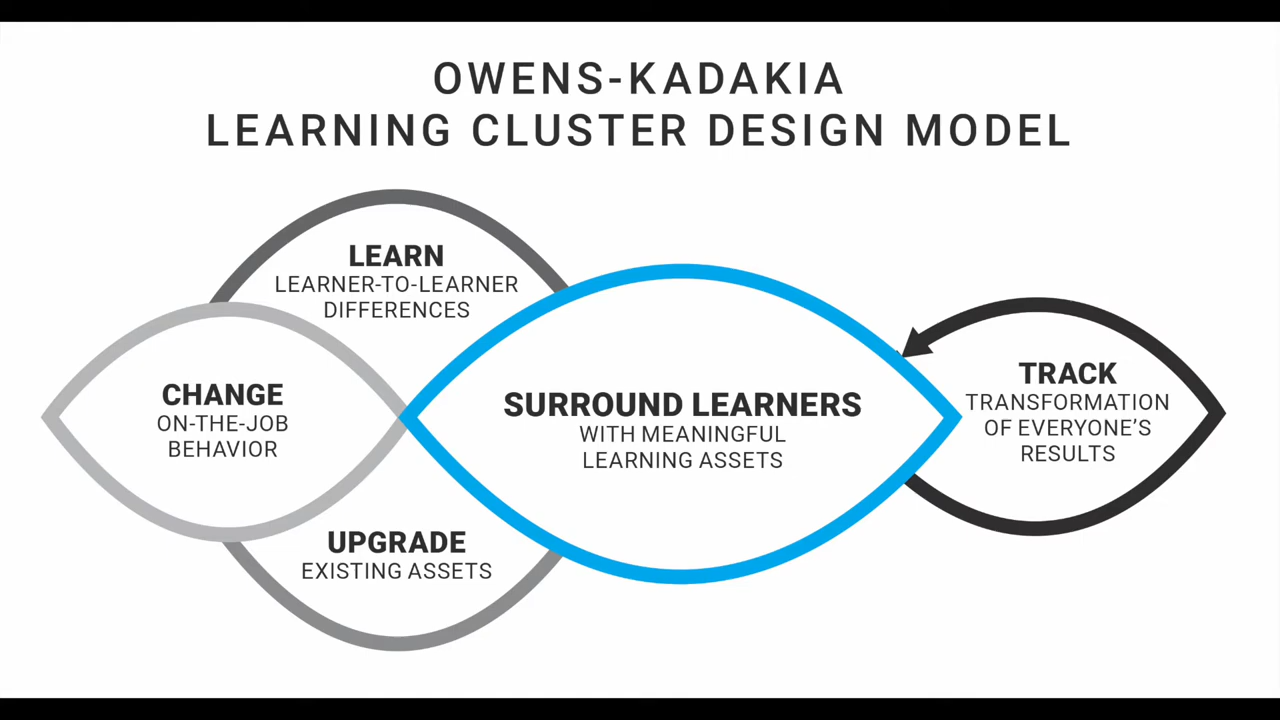 OWENS-KADAKIA
LEARNING CLUSTER DESIGN MODEL
LEARN
LEARNER-TO-LEARNER
DIFFERENCES
CHANGE
ON-THE-JOB
BEHAVIOR
UPGRADE
EXISTING ASSETS
SURROUND LEARNERS
WITH MEANINGFUL
LEARNING ASSETS
TRACK
TRANSFORMATION
OF EVERYONE'S
RESULTS